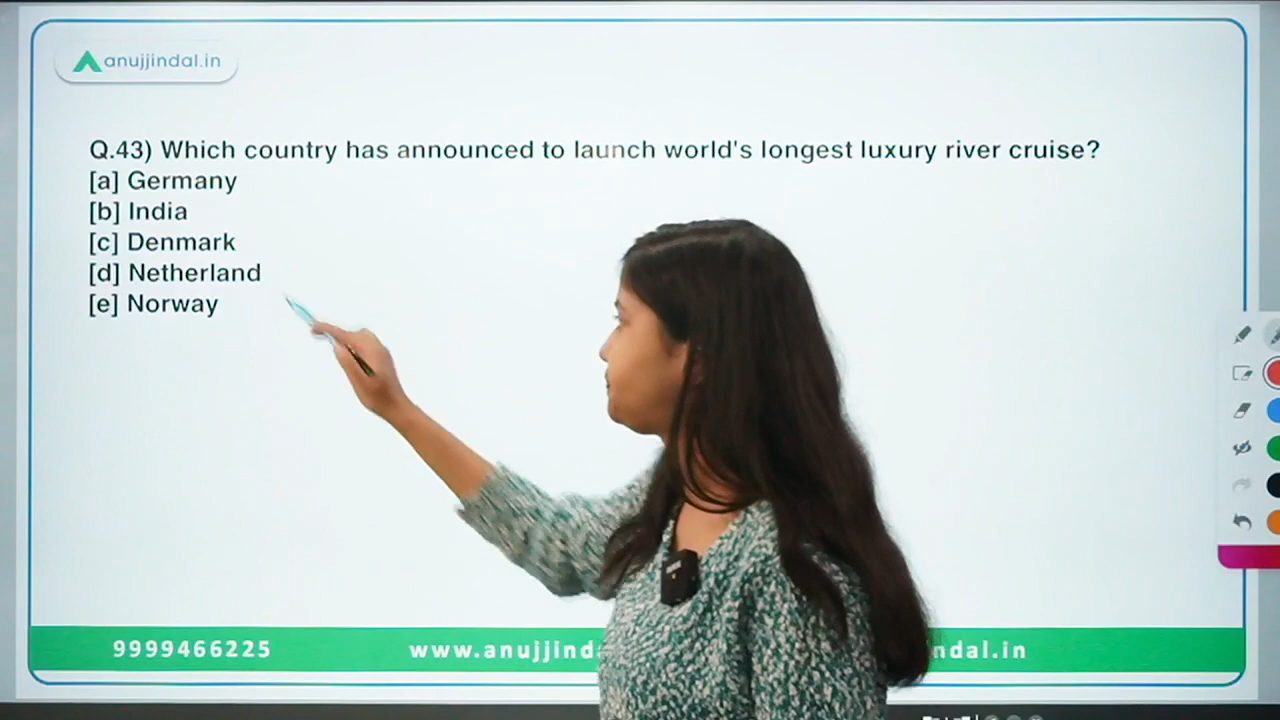 anujjindal.in
Q.43) Which country has announced to launch world's longest luxury river cruise?
[a] Germany
[b] India
[c] Denmark
[d] Netherland
[e] Norway
9999466225
www.anujjind
ndal.in